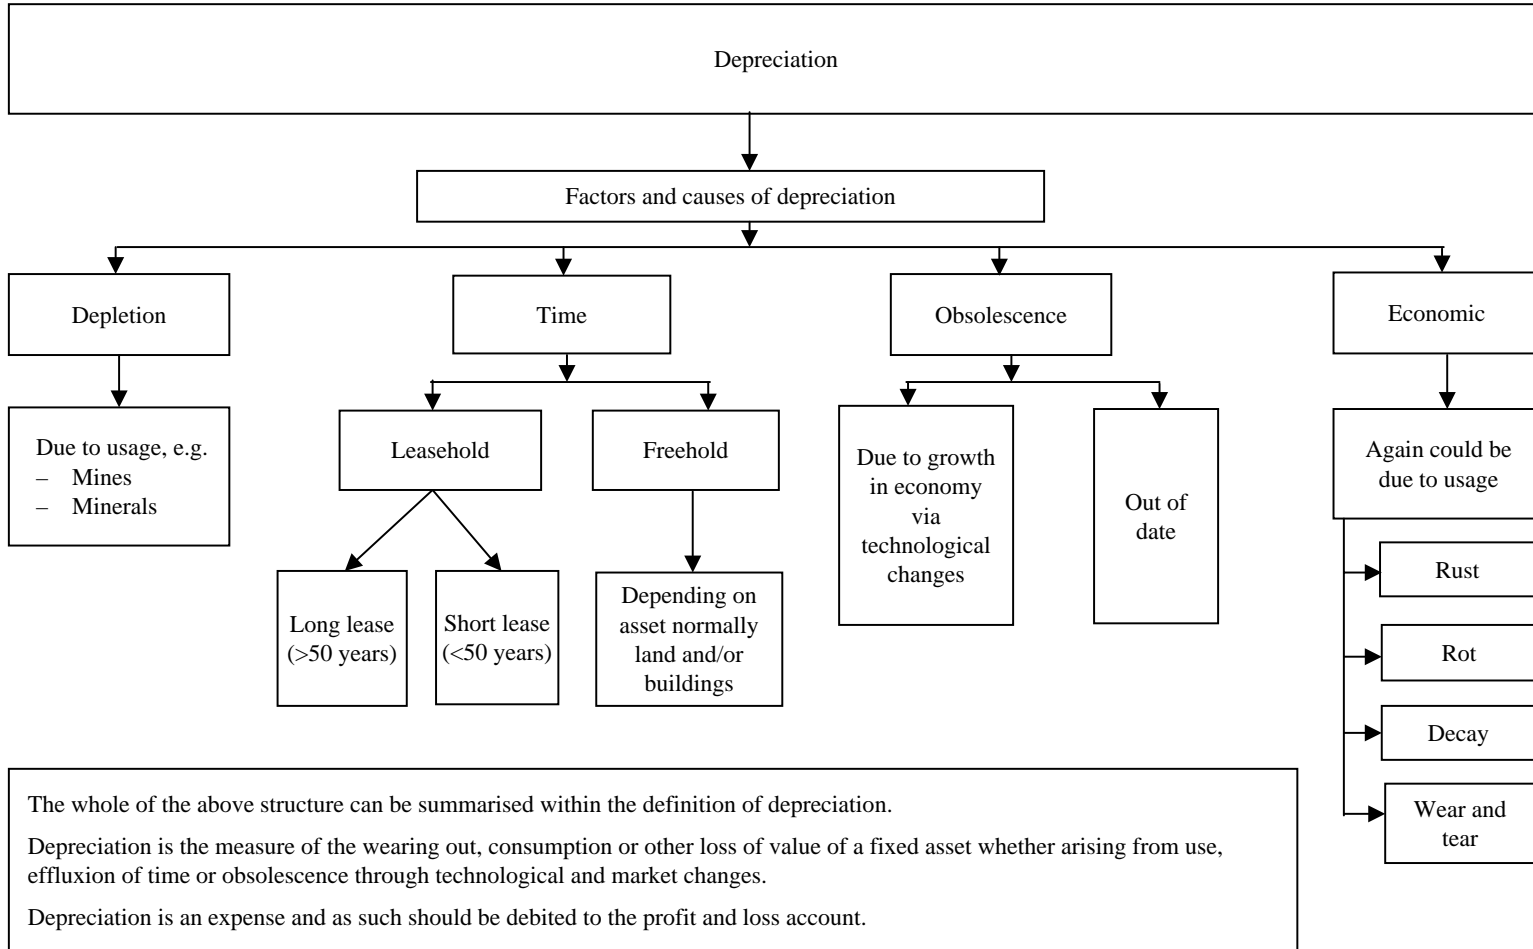 Depreciation
Factors and causes of depreciation
Depletion
Time
Obsolescence
Economic
Due to usage, e.g.
– Mines
– Minerals
Leasehold
Freehold
Due to growth
in economy
via
technological
changes
Out of
date
Again could be
due to usage
Long lease
(>50 years)
Short lease
(<50 years)
Depending on
asset normally
land and/or
buildings
Rust
Rot
Decay
Wear and
tear
The whole of the above structure can be summarised within the definition of depreciation.
Depreciation is the measure of the wearing out, consumption or other loss of value of a fixed asset whether arising from use,
effluxion of time or obsolescence through technological and market changes.
Depreciation is an expense and as such should be debited to the profit and loss account.